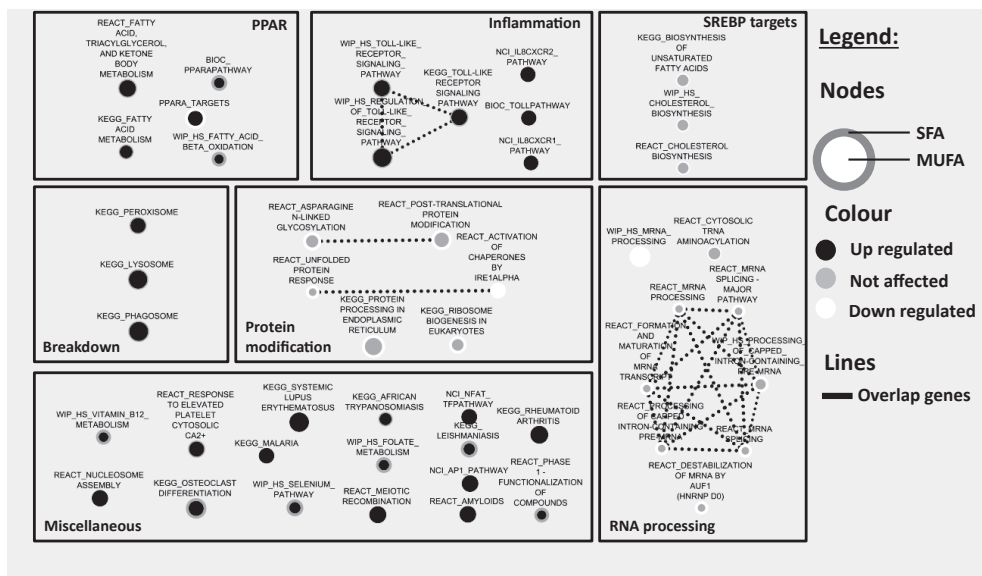 PPAR
REACT_FATTY
ACID,
TRIACYLGLYCEROL,
AND KETONE
BODY
METABOLISM
BIOC_
PPARAPATHWAY
PPARA_TARGETS
KEGG_FATTY
ACID
METABOLISM
WIP_HS_FATTY_ACID_
BETA_OXIDATION
Inflammation
WIP_HS_TOLL-LIKE_
RECEPTOR_
SIGNALING_
PATHWAY
KEGG_TOLL-LIKE
RECEPTOR
SIGNALING
PATHWAY
WIP_HS_REGULATION
OF_TOLL-LIKE_
RECEPTOR_
SIGNALING_
PATHWAY
NCI_IL8CXCR2_
PATHWAY
BIOC_TOLLPATHWAY
NCI_IL8CXCR1_
PATHWAY
SREBP targets
KEGG_BIOSYNTHESIS
OF
UNSATURATED
FATTY ACIDS
WIP_HS_
CHOLESTEROL_
BIOSYNTHESIS
REACT_CHOLESTEROL
BIOSYNTHESIS
KEGG_PEROXISOME
KEGG_LYSOSOME
KEGG_PHAGOSOME
Breakdown
REACT_ASPARAGINE
N-LINKED
GLYCOSYLATION
REACT_POST-TRANSLATIONAL
PROTEIN
MODIFICATION
REACT_ACTIVATION
OF
CHAPERONES
BY
IRE1ALPHA
REACT_UNFOLDED
PROTEIN
RESPONSE
KEGG_PROTEIN
PROCESSING IN
ENDOPLASMIC
RETICULUM
KEGG_RIBOSOME
BIOGENESIS IN
EUKARYOTES
Protein
modification
WIP_HS_MRNA_
PROCESSING
REACT_CYTOSOLIC
TRNA
AMINOACYLATION
REACT_MRNA
SPLICING -
MAJOR
PATHWAY
REACT_MRNA
PROCESSING
REACT_FORMATION
AND
MATURATION
OF
MRNA
TRANSCRIPT
WIP_HS_PROCESSING_
OF_CAPPED_
INTRON-CONTAINING_
PRE-MRNA
REACT_PROCESSING
OF CAPPED
INTRON-CONTAINING
PRE-MRNA
REACT_MRNA
SPLICING
REACT_DESTABILIZATION
OF MRNA BY
AUF1
(HNRNP D0)
RNA processing
WIP_HS_VITAMIN_B12_
METABOLISM
REACT_RESPONSE
TO ELEVATED
PLATELET
CYTOSOLIC
CA2+
KEGG_SYSTEMIC
LUPUS
ERYTHEMATOSUS
KEGG_AFRICAN
TRYPANOSOMIASIS
NCI_NFAT_
TFPATHWAY
KEGG_RHEUMATOID
ARTHRITIS
KEGG_MALARIA
WIP_HS_FOLATE_
METABOLISM
KEGG_
LEISHMANIASIS
REACT_NUCLEOSOME
ASSEMBLY
KEGG_OSTEOCLAST
DIFFERENTIATION
WIP_HS_SELENIUM_
PATHWAY
REACT_MEIOTIC
RECOMBINATION
NCI_AP1_PATHWAY
REACT_AMYLOIDS
REACT_PHASE
1 -
FUNCTIONALIZATION
OF
COMPOUNDS
Miscellaneous
Legend:
Nodes
SFA
MUFA
Colour
Up regulated
Not affected
Down regulated
Lines
Overlap genes